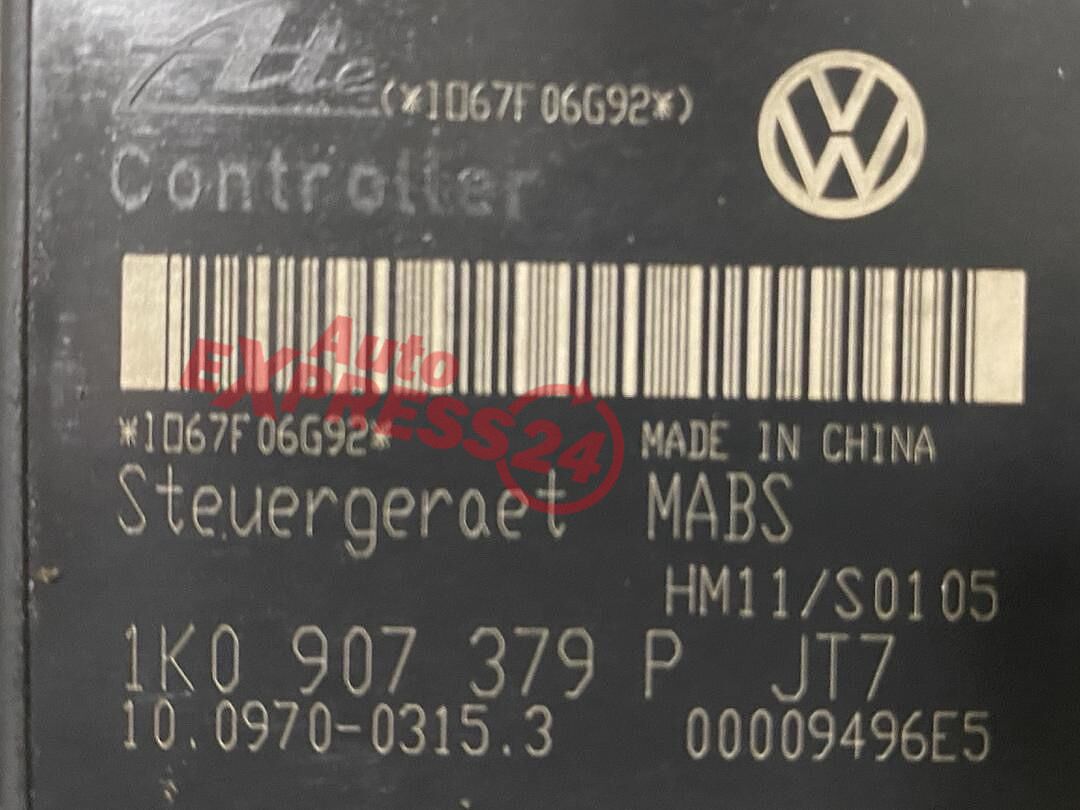 Ate (*1067F06G92*)
Controller
Auto
EXPRESS24
*1067F06G92* MADE IN CHINA
Steuergeraet MABS
HM11/S0105
1K0 907 379 P JT7
10.0970-0315.3 00009496E5